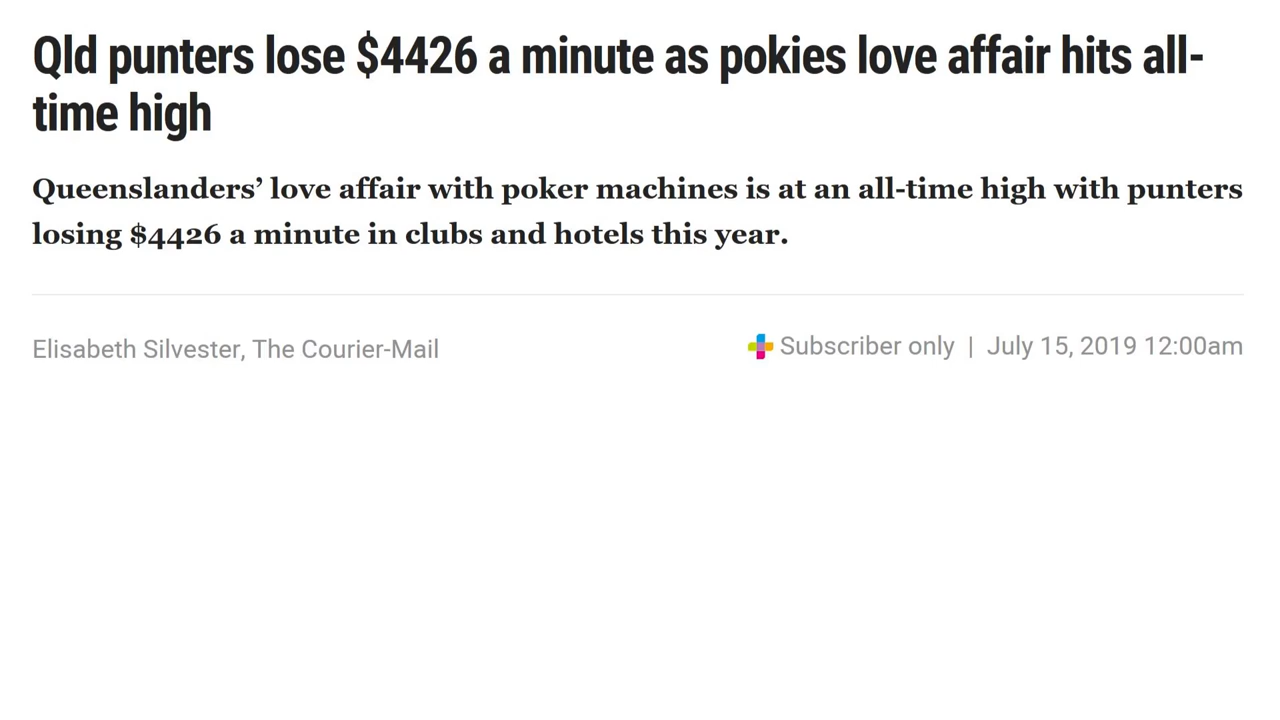 Qld punters lose $4426 a minute as pokies love affair hits all-
time high
Queenslanders’ love affair with poker machines is at an all-time high with punters
losing $4426 a minute in clubs and hotels this year.
Elisabeth Silvester, The Courier-Mail
Subscriber only | July 15, 2019 12:00am